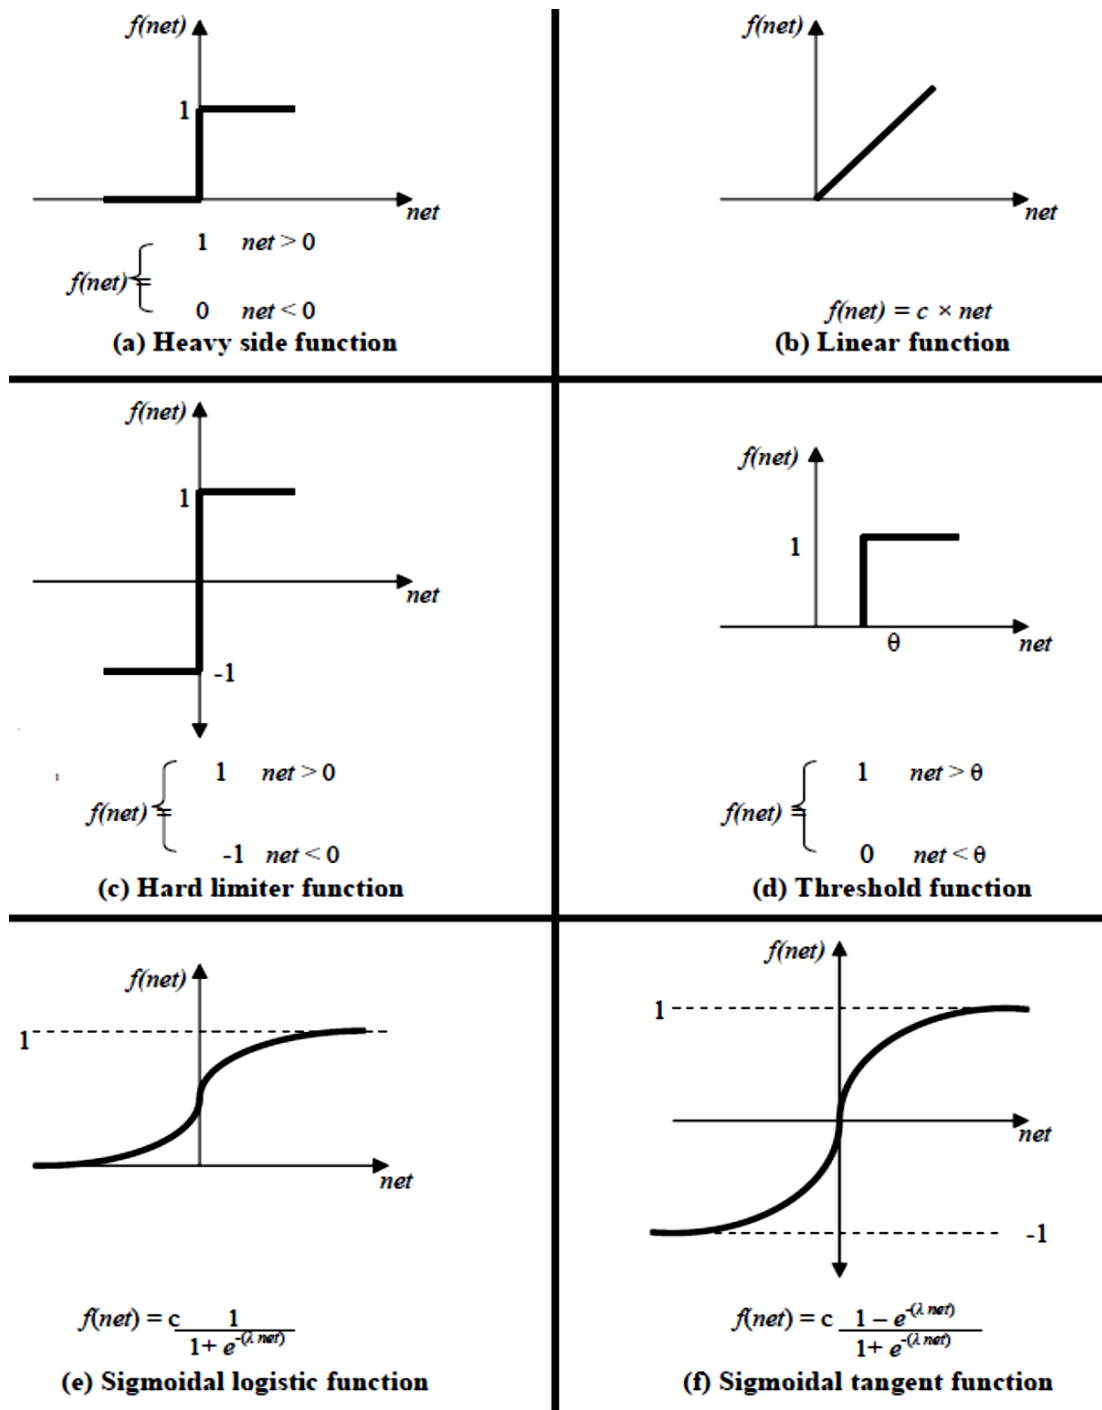 f(net)
1
net
1 net > 0
f(net) =
0 net < 0
(a) Heavy side function
f(net)
net
f(net) = c × net
(b) Linear function
f(net)
1
net
-1
1 net > 0
f(net) =
-1 net < 0
(c) Hard limiter function
f(net)
1
θ
net
1 net > θ
f(net) =
0 net < θ
(d) Threshold function
f(net)
1
net
f(net) = c 1
1+ e-(λ net)
(e) Sigmoidal logistic function
f(net)
1
net
-1
f(net) = c 1 – e-(λ net)
1+ e-(λ net)
(f) Sigmoidal tangent function